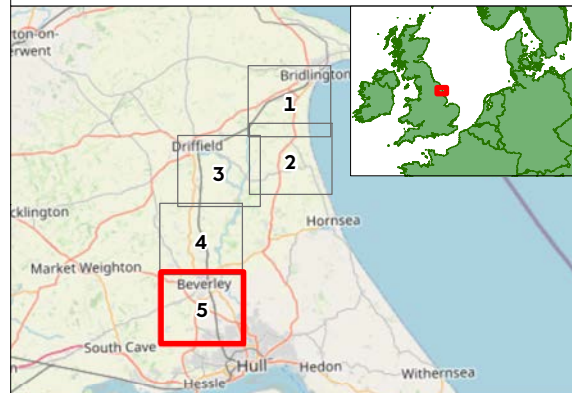 ton-on-
erwent
Bridlington
1
Driffield
2
3
cklington
Hornsea
4
Market Weighton
Beverley
5
South Cave
Hull
Hedon
Withernsea
Hessle